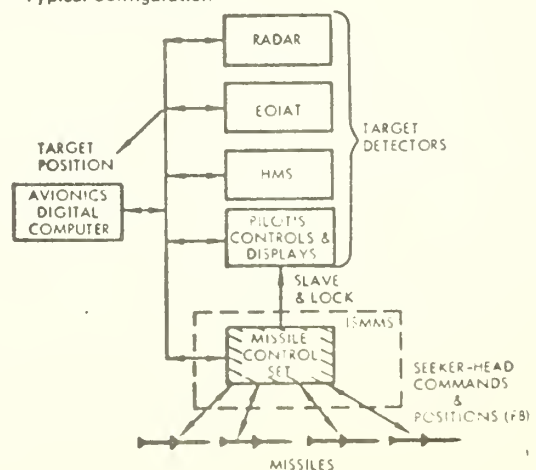 Typical Configuration
RADAR
EOIAT
HMS
PILOT'S
CONTROLS &
DISPLAYS
TARGET
DETECTORS
TARGET
POSITION
AVIONICS
DIGITAL
COMPUTER
SLAVE
& LOCK
ISMMS
MISSILE
CONTROL
SET
SEEKER-HEAD
COMMANDS
&
POSITIONS (FB)
MISSILES